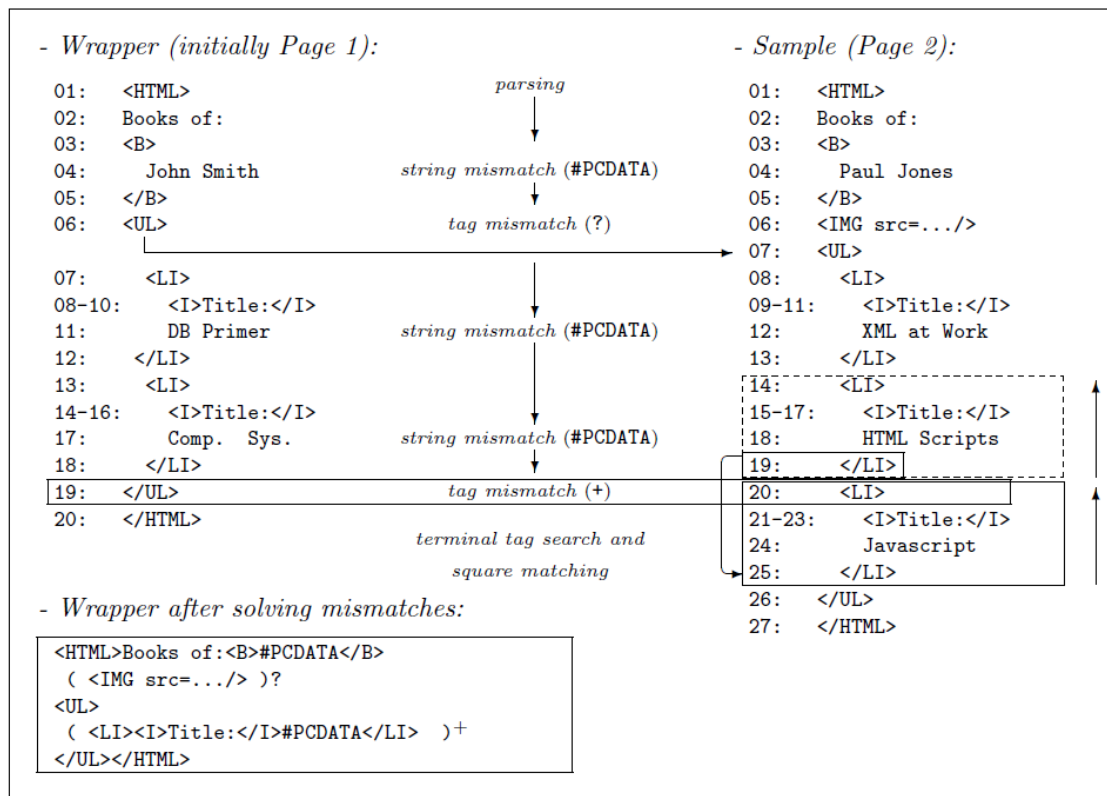 - Wrapper (initially Page 1):
01: <HTML>
02: Books of:
03: <B>
04: John Smith
05: </B>
06: <UL>
07: <LI>
08-10: <I>Title:</I>
11: DB Primer
12: </LI>
13: <LI>
14-16: <I>Title:</I>
17: Comp. Sys.
18: </LI>
19: </UL>
20: </HTML>
parsing
string mismatch (#PCDATA)
tag mismatch (?)
string mismatch (#PCDATA)
string mismatch (#PCDATA)
tag mismatch (+)
terminal tag search and
square matching
- Sample (Page 2):
01: <HTML>
02: Books of:
03: <B>
04: Paul Jones
05: </B>
06: <IMG src=.../>
07: <UL>
08: <LI>
09-11: <I>Title:</I>
12: XML at Work
13: </LI>
14: <LI>
15-17: <I>Title:</I>
18: HTML Scripts
19: </LI>
20: <LI>
21-23: <I>Title:</I>
24: Javascript
25: </LI>
26: </UL>
27: </HTML>
- Wrapper after solving mismatches:
<HTML>Books of:<B>#PCDATA</B>
( <IMG src=.../> )?
<UL>
( <LI><I>Title:</I>#PCDATA</LI> )+
</UL></HTML>